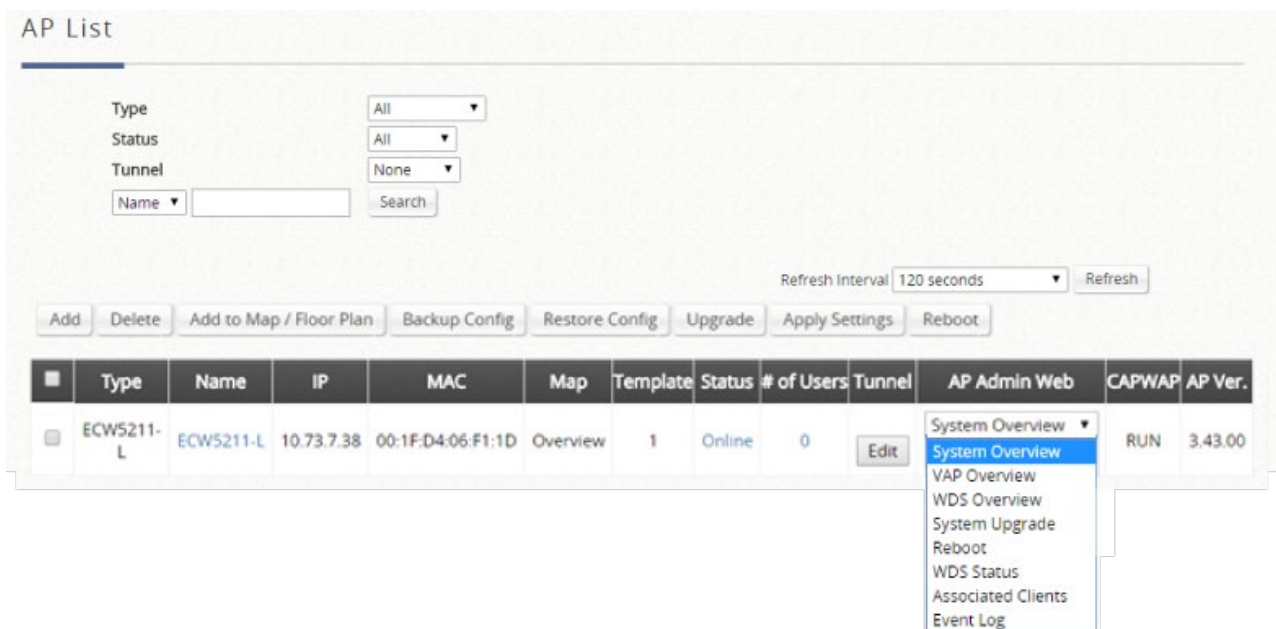 AP List
Type All
Status All
Tunnel None
Name Search
Refresh Interval 120 seconds Refresh
Add Delete Add to Map / Floor Plan Backup Config Restore Config Upgrade Apply Settings Reboot
Type Name IP MAC Map Template Status # of Users Tunnel AP Admin Web CAPWAP AP Ver.
ECW5211-L ECW5211-L 10.73.7.38 00:1F:D4:06:F1:1D Overview 1 Online 0 Edit System Overview RUN 3.43.00
System Overview
VAP Overview
WDS Overview
System Upgrade
Reboot
WDS Status
Associated Clients
Event Log